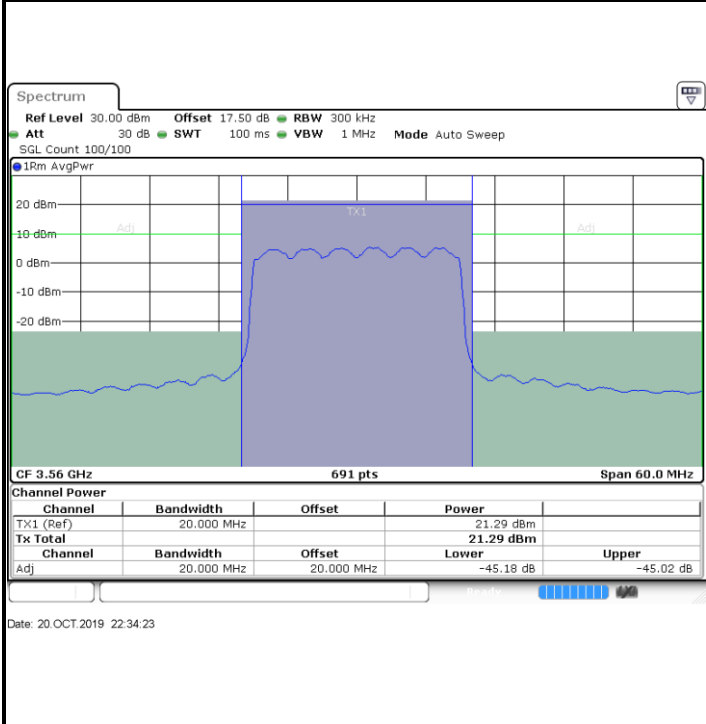 Spectrum
Ref Level 30.00 dBm Offset 17.50 dB RBW 300 kHz
Att 30 dB SWT 100 ms VBW 1 MHz Mode Auto Sweep
SGL Count 100/100
1Rm AvgPwr
20 dBm
TX1
10 dBm Adj Adj
0 dBm
-10 dBm
-20 dBm
CF 3.56 GHz 691 pts Span 60.0 MHz
Channel Power
Channel Bandwidth Offset Power
TX1 (Ref) 20.000 MHz 21.29 dBm
Tx Total 21.29 dBm
Channel Bandwidth Offset Lower Upper
Adj 20.000 MHz 20.000 MHz -45.18 dB -45.02 dB
Ready
Date: 20.OCT.2019 22:34:23